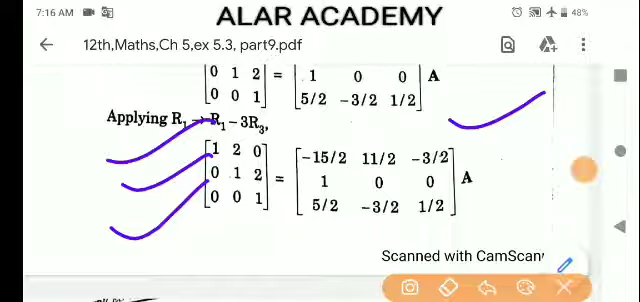 7:16 AM 48%
ALAR ACADEMY
12th,Maths,Ch 5,ex 5.3, part9.pdf
0 1 2 = 1 0 0 A
0 0 1 5/2 −3/2 1/2
Applying R₁ → R₁ − 3R₃,
1 2 0 −15/2 11/2 −3/2
0 1 2 = 1 0 0 A
0 0 1 5/2 −3/2 1/2
Scanned with CamScan